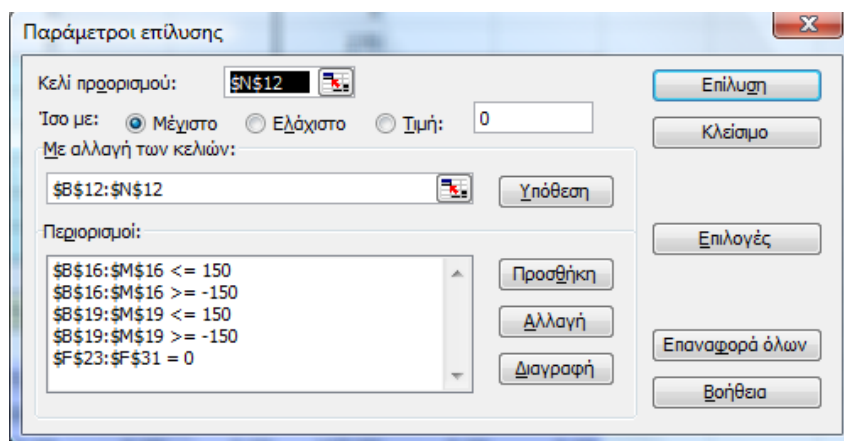 Παράμετροι επίλυσης
Κελί προορισμού: $N$12
Επίλυση
Ίσο με: Μέγιστο Ελάχιστο Τιμή: 0
Κλείσιμο
Με αλλαγή των κελιών:
$B$12:$N$12 Υπόθεση
Περιορισμοί:
Επιλογές
$B$16:$M$16 <= 150
$B$16:$M$16 >= -150
$B$19:$M$19 <= 150
$B$19:$M$19 >= -150
$F$23:$F$31 = 0
Προσθήκη
Αλλαγή
Διαγραφή
Επαναφορά όλων
Βοήθεια